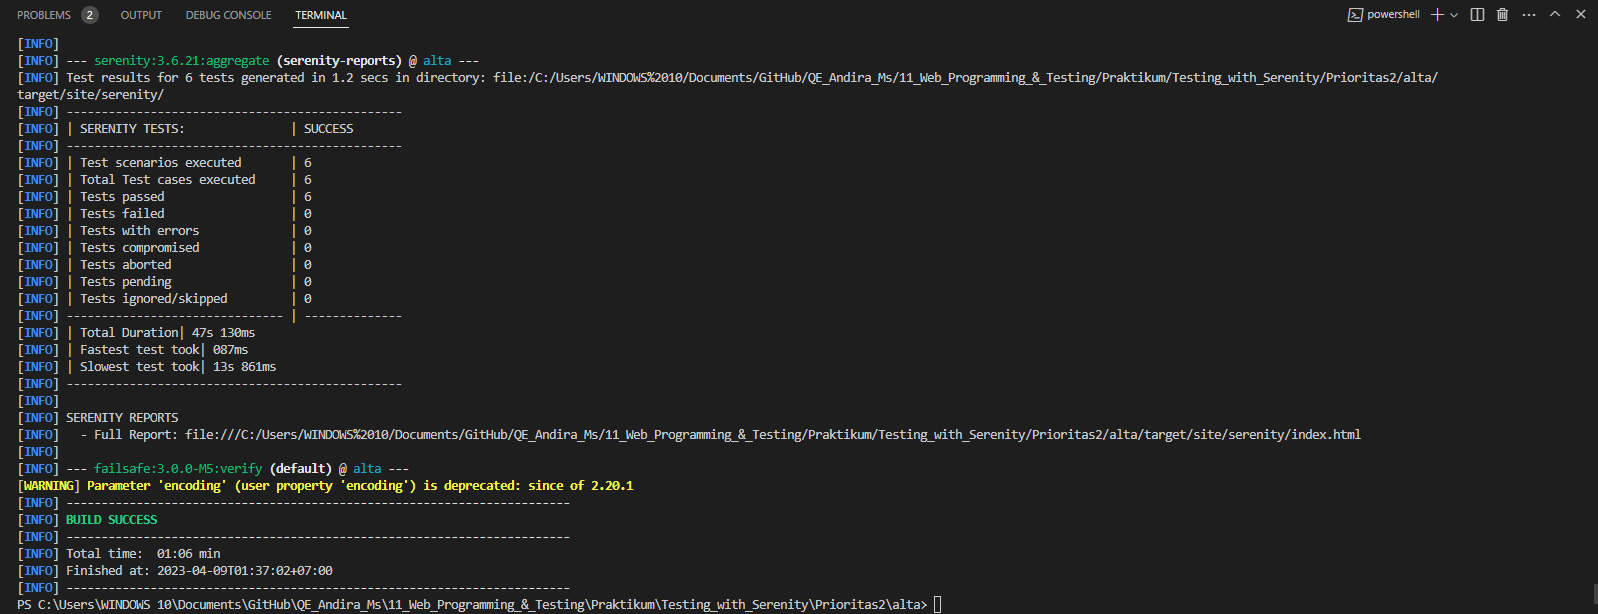 PROBLEMS 2 OUTPUT DEBUG CONSOLE TERMINAL powershell
[INFO]
[INFO] --- serenity:3.6.21:aggregate (serenity-reports) @ alta ---
[INFO] Test results for 6 tests generated in 1.2 secs in directory: file:/C:/Users/WINDOWS%2010/Documents/GitHub/QE_Andira_Ms/11_Web_Programming_&_Testing/Praktikum/Testing_with_Serenity/Prioritas2/alta/
target/site/serenity/
[INFO] ------------------------------------------------
[INFO] | SERENITY TESTS:               | SUCCESS
[INFO] ------------------------------------------------
[INFO] | Test scenarios executed       | 6
[INFO] | Total Test cases executed     | 6
[INFO] | Tests passed                  | 6
[INFO] | Tests failed                  | 0
[INFO] | Tests with errors             | 0
[INFO] | Tests compromised             | 0
[INFO] | Tests aborted                 | 0
[INFO] | Tests pending                 | 0
[INFO] | Tests ignored/skipped         | 0
[INFO] ------------------------------- | --------------
[INFO] | Total Duration| 47s 130ms
[INFO] | Fastest test took| 087ms
[INFO] | Slowest test took| 13s 861ms
[INFO] ------------------------------------------------
[INFO]
[INFO] SERENITY REPORTS
[INFO]   - Full Report: file:///C:/Users/WINDOWS%2010/Documents/GitHub/QE_Andira_Ms/11_Web_Programming_&_Testing/Praktikum/Testing_with_Serenity/Prioritas2/alta/target/site/serenity/index.html
[INFO]
[INFO] --- failsafe:3.0.0-M5:verify (default) @ alta ---
[WARNING] Parameter 'encoding' (user property 'encoding') is deprecated: since of 2.20.1
[INFO] ------------------------------------------------------------------------
[INFO] BUILD SUCCESS
[INFO] ------------------------------------------------------------------------
[INFO] Total time:  01:06 min
[INFO] Finished at: 2023-04-09T01:37:02+07:00
[INFO] ------------------------------------------------------------------------
PS C:\Users\WINDOWS 10\Documents\GitHub\QE_Andira_Ms\11_Web_Programming_&_Testing\Praktikum\Testing_with_Serenity\Prioritas2\alta>